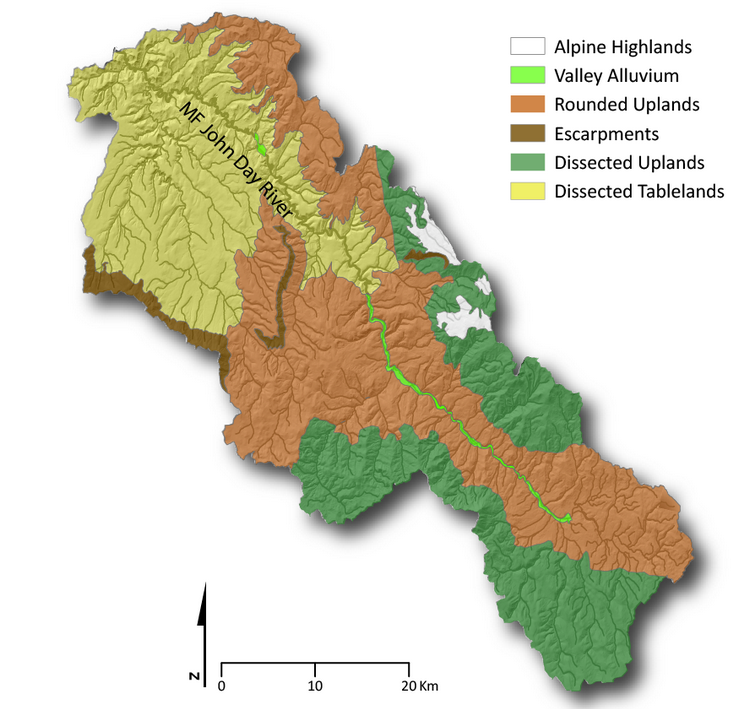 Alpine Highlands
Valley Alluvium
Rounded Uplands
Escarpments
Dissected Uplands
Dissected Tablelands
MF John Day River
N
0 10 20 Km